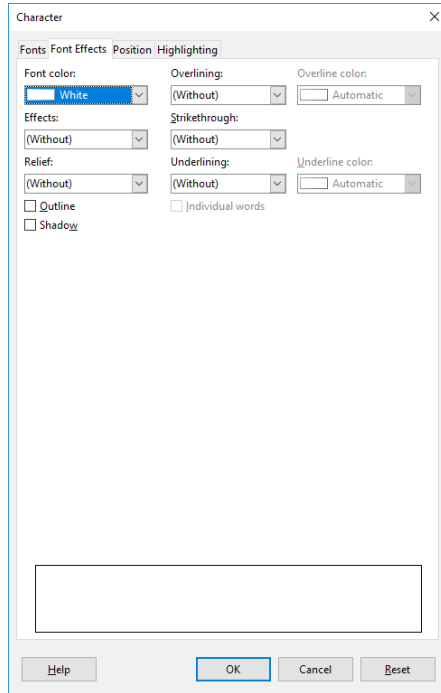 Character
Fonts Font Effects Position Highlighting
Font color: Overlining: Overline color:
White (Without) Automatic
Effects: Strikethrough:
(Without) (Without)
Relief: Underlining: Underline color:
(Without) (Without) Automatic
Outline Individual words
Shadow
Help OK Cancel Reset